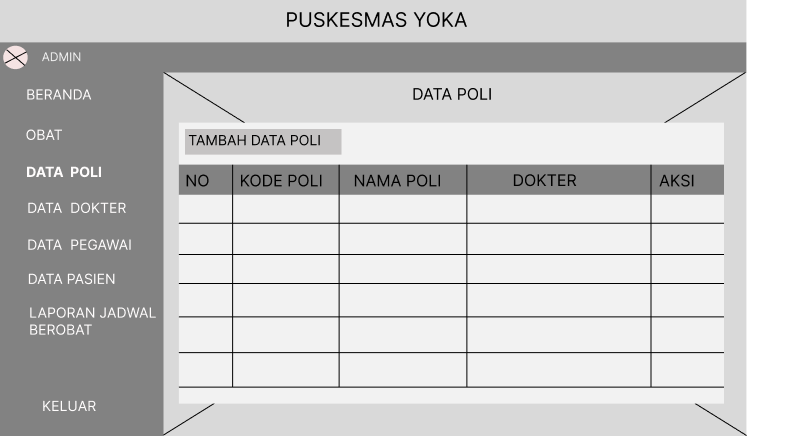 PUSKESMAS YOKA
ADMIN
BERANDA
OBAT
DATA POLI
DATA DOKTER
DATA PEGAWAI
DATA PASIEN
LAPORAN JADWAL
BEROBAT
KELUAR
DATA POLI
TAMBAH DATA POLI
NO KODE POLI NAMA POLI DOKTER AKSI